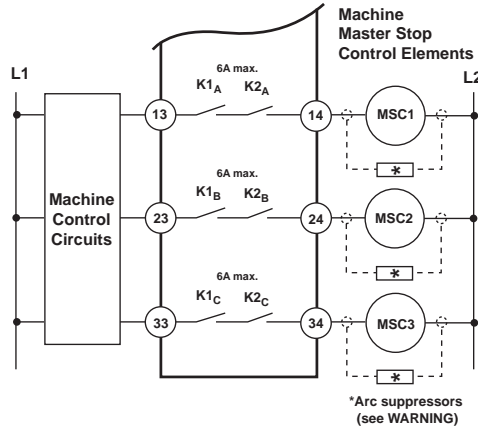 Machine
Master Stop
Control Elements
L1
L2
6A max.
K1A K2A
13
14
MSC1
*
Machine
Control
Circuits
6A max.
K1B K2B
23
24
MSC2
*
6A max.
K1C K2C
33
34
MSC3
*
*Arc suppressors
(see WARNING)